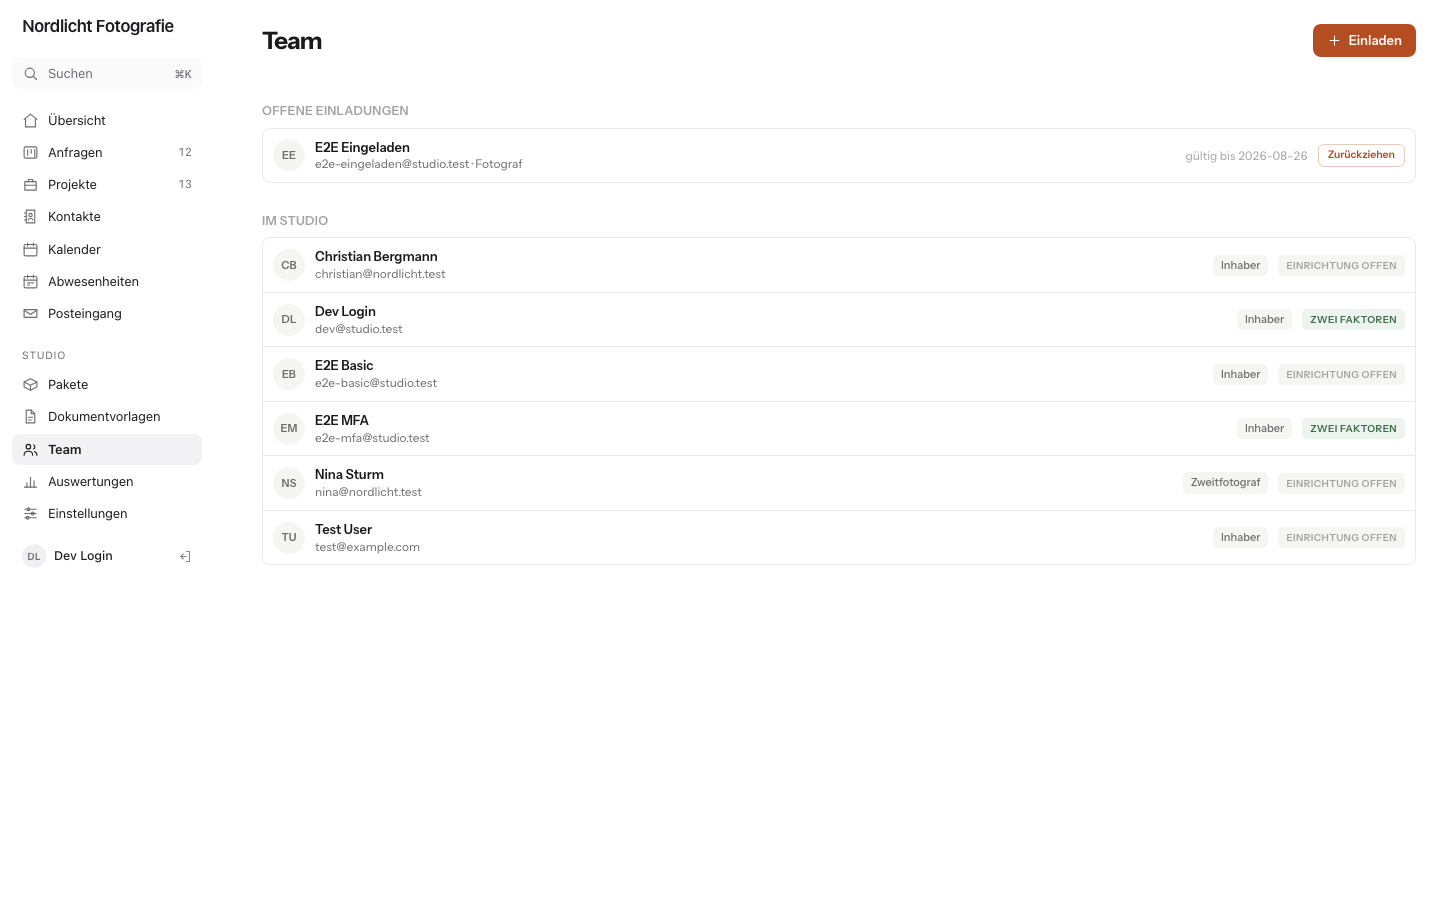 Nordlicht Fotografie
Suchen ⌘K
Übersicht
Anfragen 12
Projekte 13
Kontakte
Kalender
Abwesenheiten
Posteingang
STUDIO
Pakete
Dokumentvorlagen
Team
Auswertungen
Einstellungen
DL Dev Login
Team
+ Einladen
OFFENE EINLADUNGEN
EE E2E Eingeladen
e2e-eingeladen@studio.test · Fotograf
gültig bis 2026-08-26 Zurückziehen
IM STUDIO
CB Christian Bergmann
christian@nordlicht.test
Inhaber EINRICHTUNG OFFEN
DL Dev Login
dev@studio.test
Inhaber ZWEI FAKTOREN
EB E2E Basic
e2e-basic@studio.test
Inhaber EINRICHTUNG OFFEN
EM E2E MFA
e2e-mfa@studio.test
Inhaber ZWEI FAKTOREN
NS Nina Sturm
nina@nordlicht.test
Zweitfotograf EINRICHTUNG OFFEN
TU Test User
test@example.com
Inhaber EINRICHTUNG OFFEN